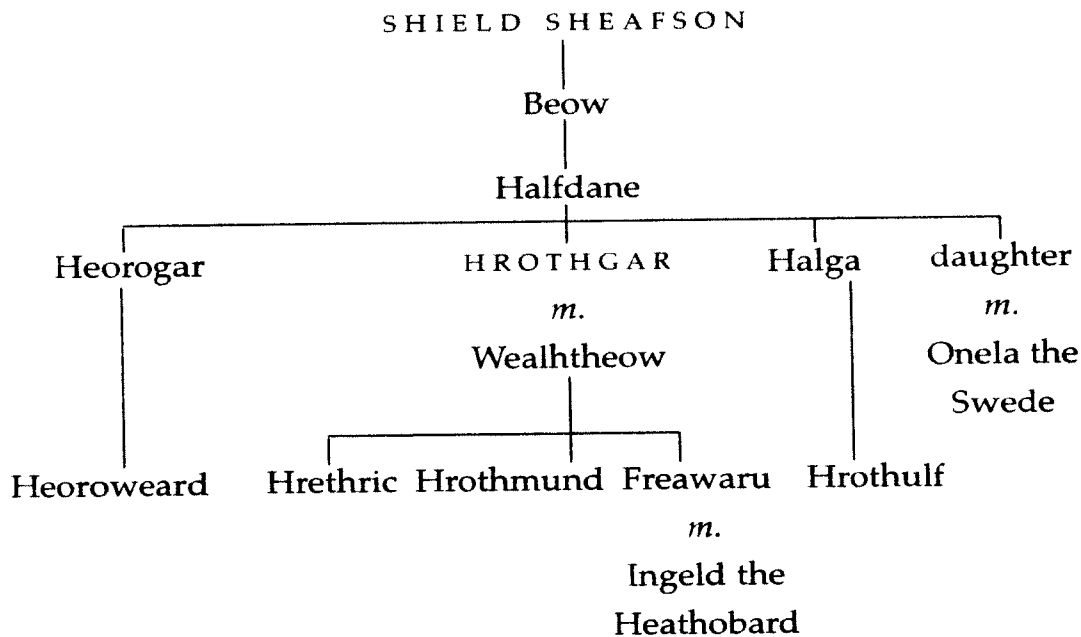 SHIELD SHEAFSON
Beow
Halfdane
Heorogar HROTHGAR Halga daughter
m. m.
Wealhtheow Onela the
Swede
Heoroweard Hrethric Hrothmund Freawaru Hrothulf
m.
Ingeld the
Heathobard